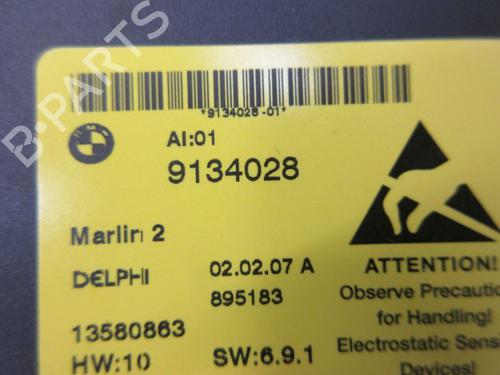 B-PARTS
*9134028-01*
BMW
AI:01
9134028
Marlin 2
DELPHI
02.02.07 A
895183
13580863
HW:10
SW:6.9.1
ATTENTION!
Observe Precautio
for Handling!
Electrostatic Sensi
Devices!